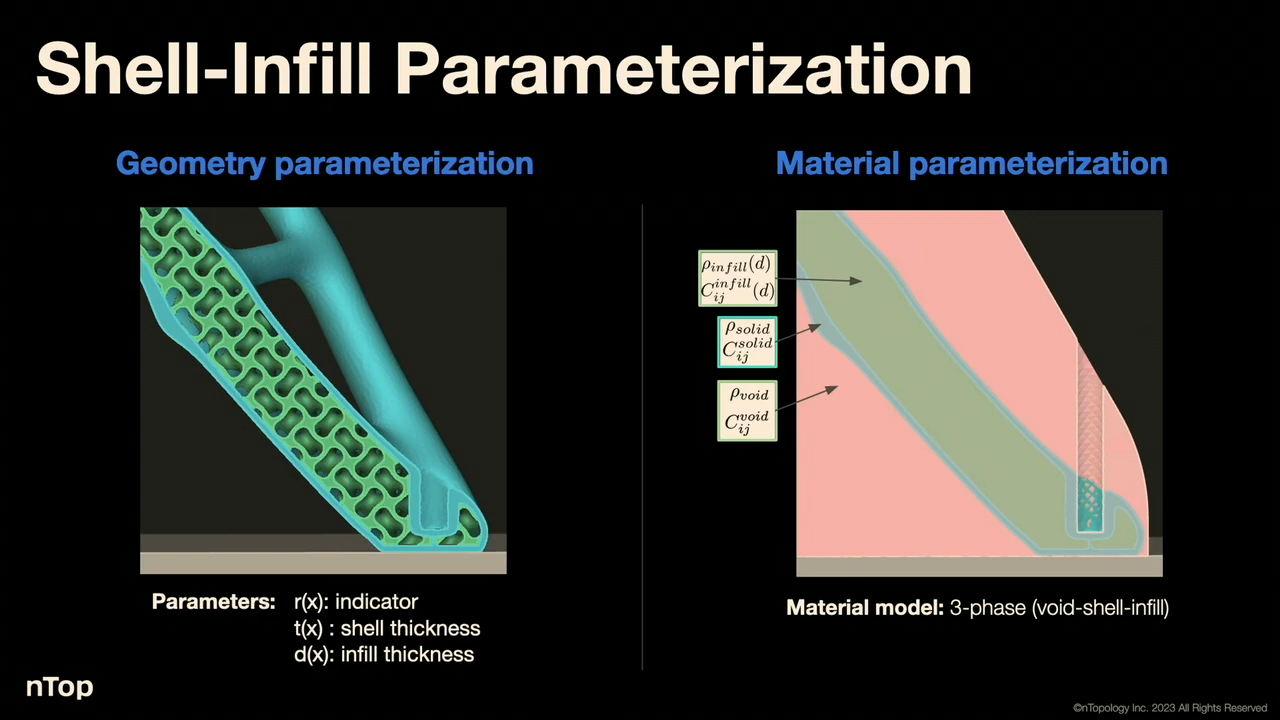 Shell-Infill Parameterization
Geometry parameterization
Parameters: r(x): indicator
t(x) : shell thickness
d(x): infill thickness
Material parameterization
ρ_infill(d)
C_ij^infill(d)
ρ_solid
C_ij^solid
ρ_void
C_ij^void
Material model: 3-phase (void-shell-infill)
nTop
©nTopology Inc. 2023 All Rights Reserved